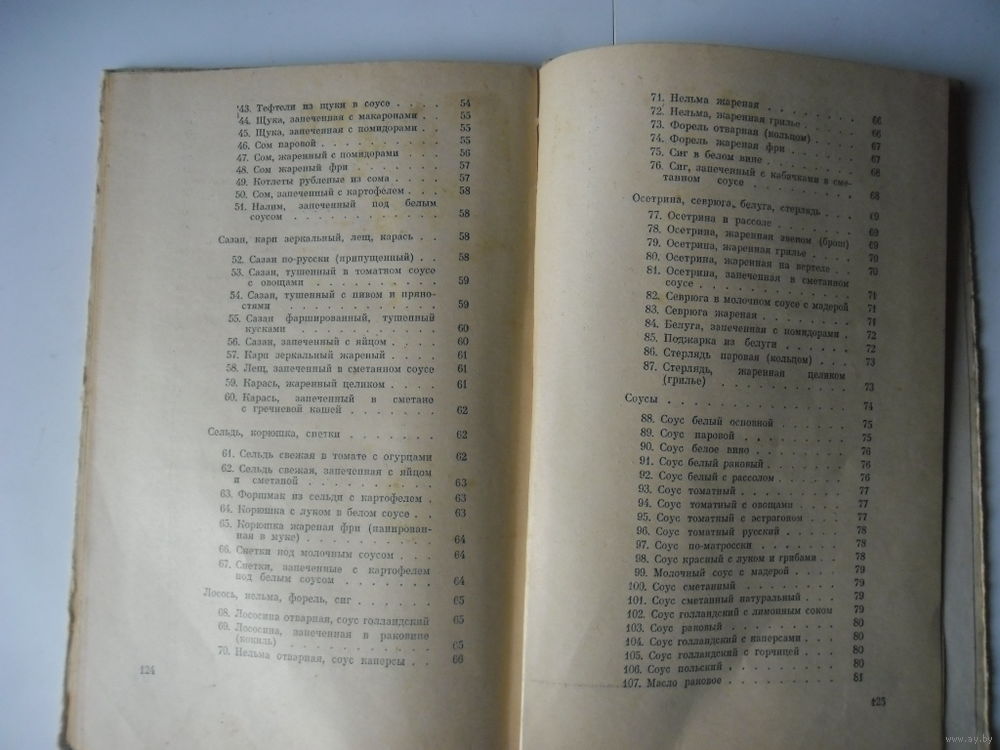 43. Тефтели из щуки в соусе . . . . 54
44. Щука, запеченная с макаронами . . 55
45. Щука, запеченная с помидорами . . 55
46. Сом паровой . . . . . . . . . 55
47. Сом, жаренный с помидорами . . . 56
48. Сом жареный фри . . . . . . . 57
49. Котлеты рубленые из сома . . . . 57
50. Сом, запеченный с картофелем . . . 58
51. Налим, запеченный под белым
соусом . . . . . . . . . . . 58
Сазан, карп зеркальный, лещ, карась . . 58
52. Сазан по-русски (припущенный) . . 58
53. Сазан, тушенный в томатном соусе
с овощами . . . . . . . . . . 59
54. Сазан, тушенный с пивом и пряно-
стями . . . . . . . . . . . . 59
55. Сазан фаршированный, тушенный
кусками . . . . . . . . . . . 60
56. Сазан, запеченный с яйцом . . . . 60
57. Карп зеркальный жареный . . . . 61
58. Лещ, запеченный в сметанном соусе 61
59. Карась, жаренный целиком . . . . 61
60. Карась, запеченный в сметане
с гречневой кашей . . . . . . . 62
Сельдь, корюшка, снетки . . . . . . . 62
61. Сельдь свежая в томате с огурцами 62
62. Сельдь свежая, запеченная с яйцом
и сметаной . . . . . . . . . . 63
63. Форшмак из сельди с картофелем . 63
64. Корюшка с луком в белом соусе . . 63
65. Корюшка жареная фри (панирован-
ная в муке) . . . . . . . . . . 64
66. Снетки под молочным соусом . . . 64
67. Снетки, запеченные с картофелем
под белым соусом . . . . . . . 64
Лосось, нельма, форель, сиг . . . . . . 65
68. Лососина отварная, соус голландский 65
69. Лососина, запеченная в раковине
(кокиль) . . . . . . . . . . . 65
70. Нельма отварная, соус каперсы . . 66
124
71. Нельма жареная . . . . . . . . 66
72. Нельма, жаренная грилье . . . . . 66
73. Форель отварная (кольцом) . . . . 67
74. Форель жареная фри . . . . . . 67
75. Сиг в белом вине . . . . . . . . 68
76. Сиг, запеченный с кабачками в сме-
танном соусе . . . . . . . . . 68
Осетрина, севрюга, белуга, стерлядь . . . 69
77. Осетрина в рассоле . . . . . . . 69
78. Осетрина, жаренная звеном (брош) 69
79. Осетрина, жаренная грилье . . . . 70
80. Осетрина, жаренная на вертеле . . 70
81. Осетрина, запеченная в сметанном
соусе . . . . . . . . . . . . 71
82. Севрюга в молочном соусе с мадерой 71
83. Севрюга жареная . . . . . . . . 71
84. Белуга, запеченная с помидорами . 72
85. Поджарка из белуги . . . . . . 72
86. Стерлядь паровая (кольцом) . . . 73
87. Стерлядь, жаренная целиком
(грилье) . . . . . . . . . . . 73
Соусы . . . . . . . . . . . . . . 74
88. Соус белый основной . . . . . . 75
89. Соус паровой . . . . . . . . . 75
90. Соус белое вино . . . . . . . . 76
91. Соус белый раковый . . . . . . . 76
92. Соус белый с рассолом . . . . . . 76
93. Соус томатный . . . . . . . . . 77
94. Соус томатный с овощами . . . . 77
95. Соус томатный с эстрагоном . . . 77
96. Соус томатный русский . . . . . 78
97. Соус по-матросски . . . . . . . 78
98. Соус красный с луком и грибами . . 78
99. Молочный соус с мадерой . . . . 79
100. Соус сметанный . . . . . . . . 79
101. Соус сметанный натуральный . . . 79
102. Соус голландский с лимонным соком 79
103. Соус раковый . . . . . . . . . 80
104. Соус голландский с каперсами . . . 80
105. Соус голландский с горчицей . . . 80
106. Соус польский . . . . . . . . . 80
107. Масло раковое . . . . . . . . . 81
125
www.ay.by